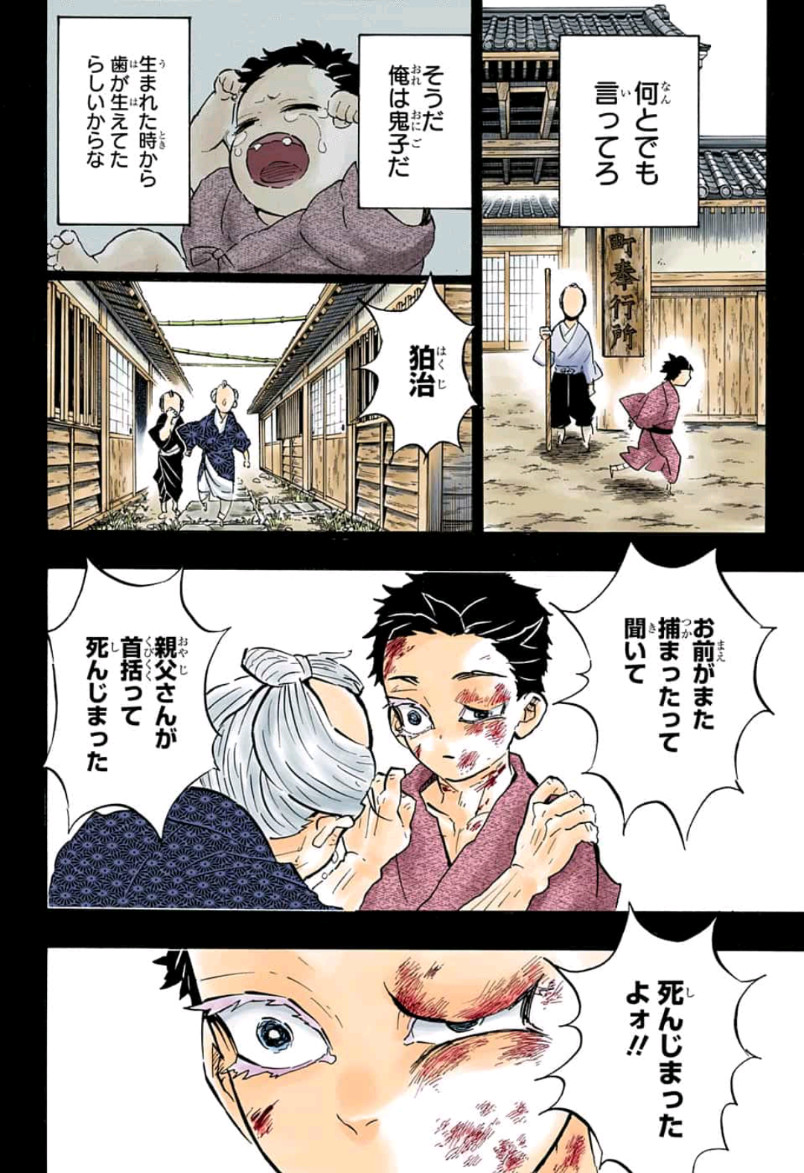 何とでも
言ってろ
町奉行所
そうだ
俺は鬼子だ
生まれた時から
歯が生えてた
らしいからな
狛治
お前がまた
捕まったって
聞いて
親父さんが
首括って
死んじまった
死んじまった
よォ!!